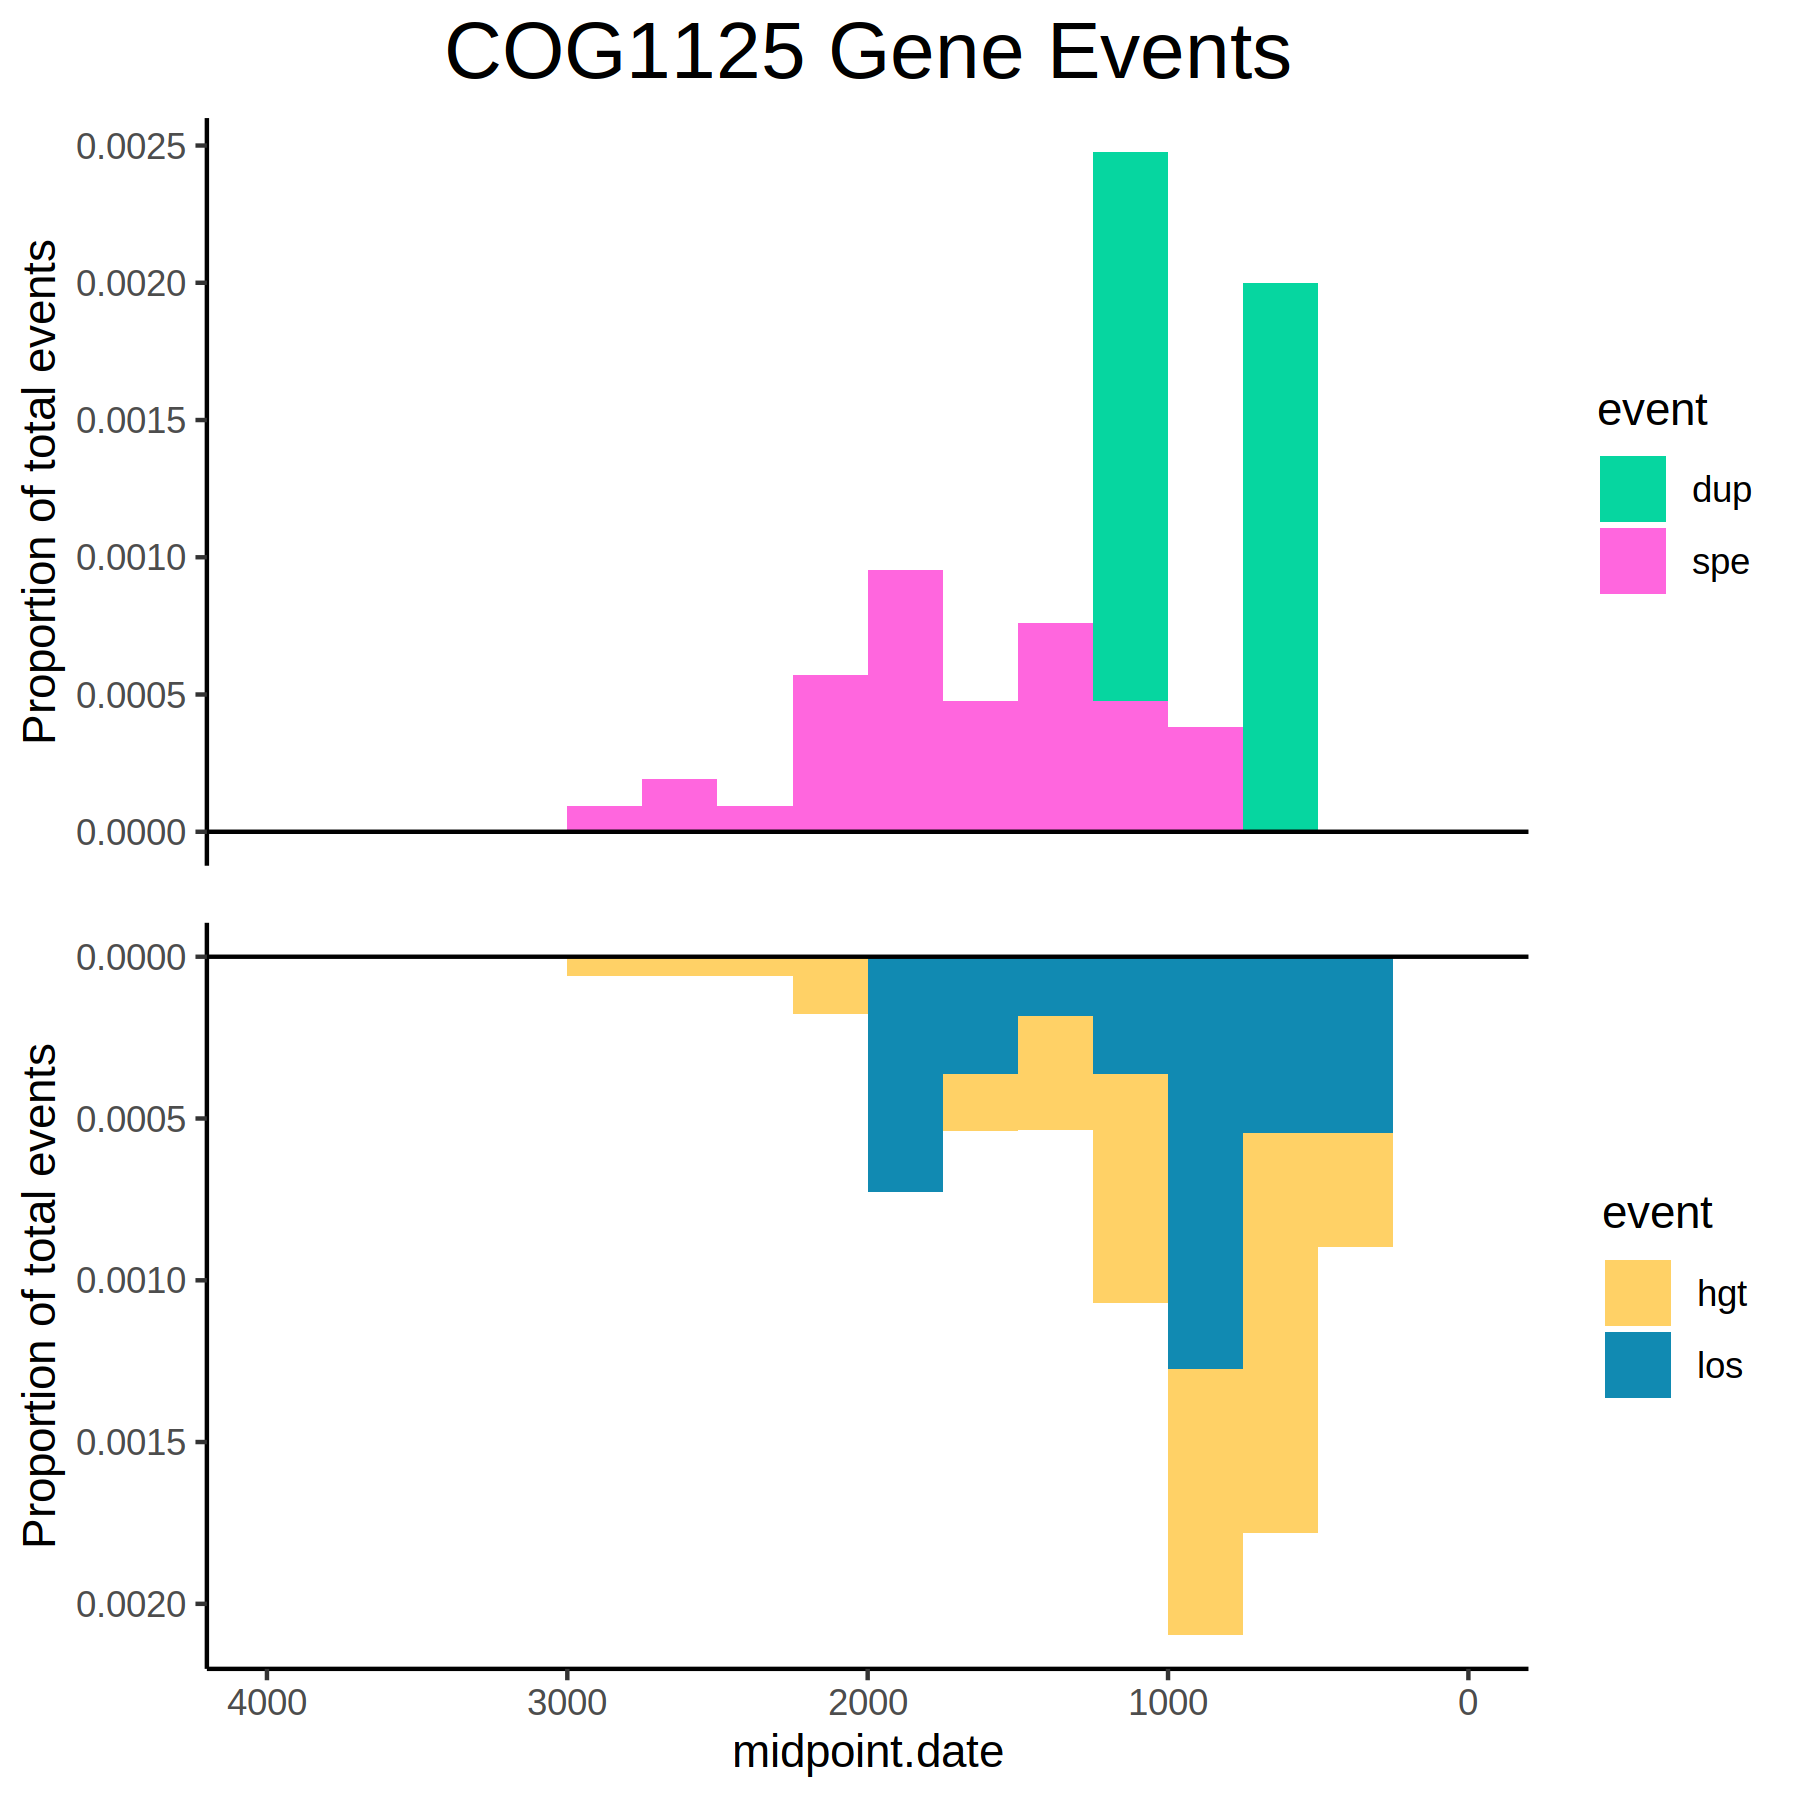 COG1125 Gene Events
Proportion of total events
0.0025
0.0020
0.0015
0.0010
0.0005
0.0000
event
dup
spe
Proportion of total events
0.0000
0.0005
0.0010
0.0015
0.0020
event
hgt
los
4000 3000 2000 1000 0
midpoint.date